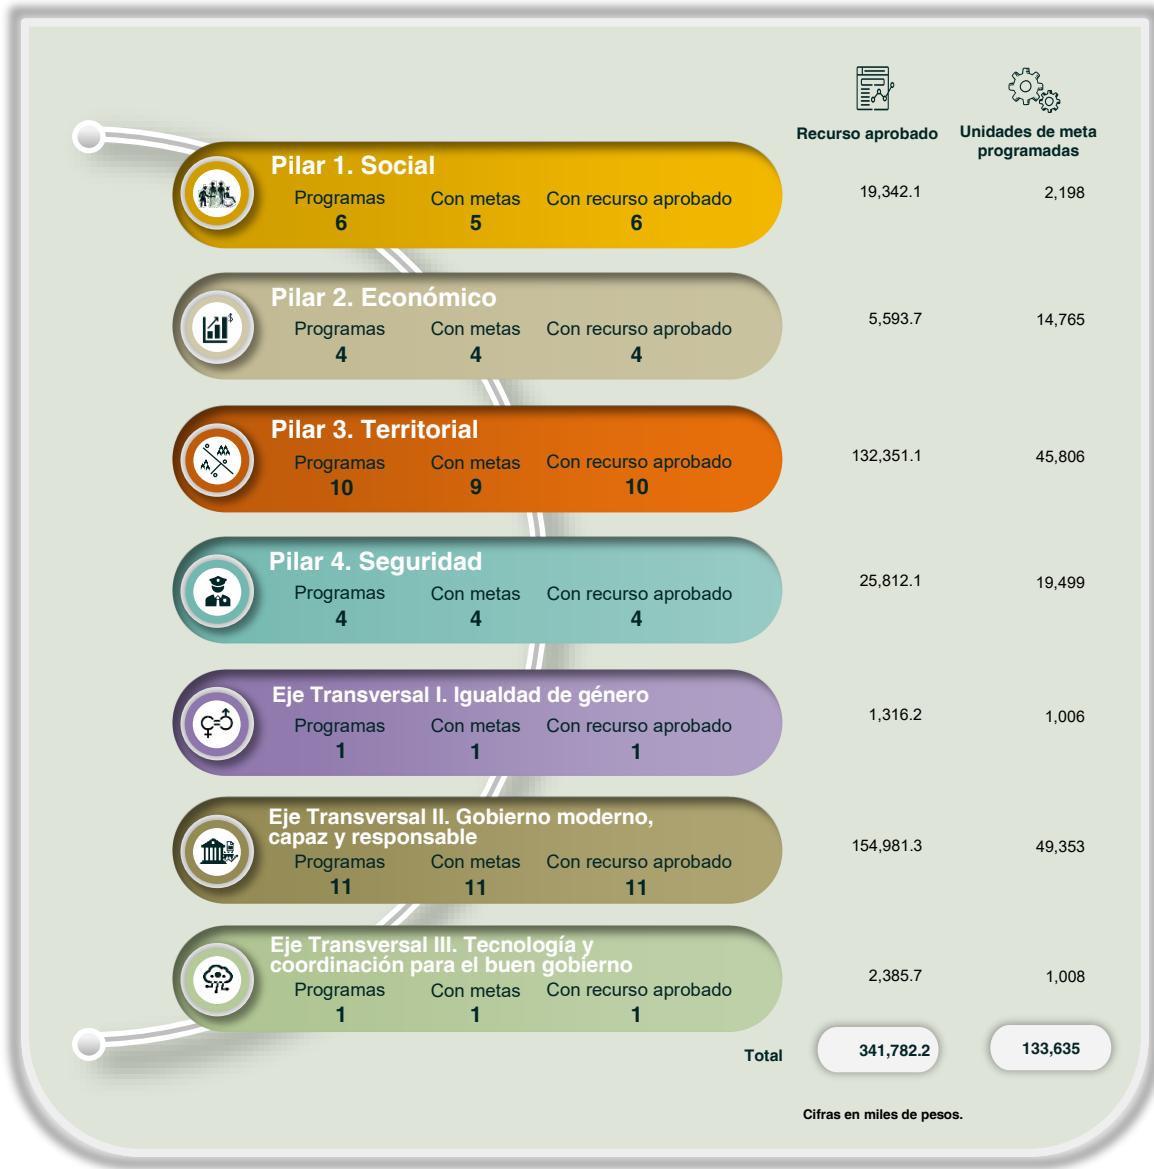 Recurso aprobado
Unidades de meta
programadas
Pilar 1. Social
Programas Con metas Con recurso aprobado
6 5 6
19,342.1 2,198
Pilar 2. Económico
Programas Con metas Con recurso aprobado
4 4 4
5,593.7 14,765
Pilar 3. Territorial
Programas Con metas Con recurso aprobado
10 9 10
132,351.1 45,806
Pilar 4. Seguridad
Programas Con metas Con recurso aprobado
4 4 4
25,812.1 19,499
Eje Transversal I. Igualdad de género
Programas Con metas Con recurso aprobado
1 1 1
1,316.2 1,006
Eje Transversal II. Gobierno moderno,
capaz y responsable
Programas Con metas Con recurso aprobado
11 11 11
154,981.3 49,353
Eje Transversal III. Tecnología y
coordinación para el buen gobierno
Programas Con metas Con recurso aprobado
1 1 1
2,385.7 1,008
Total 341,782.2 133,635
Cifras en miles de pesos.